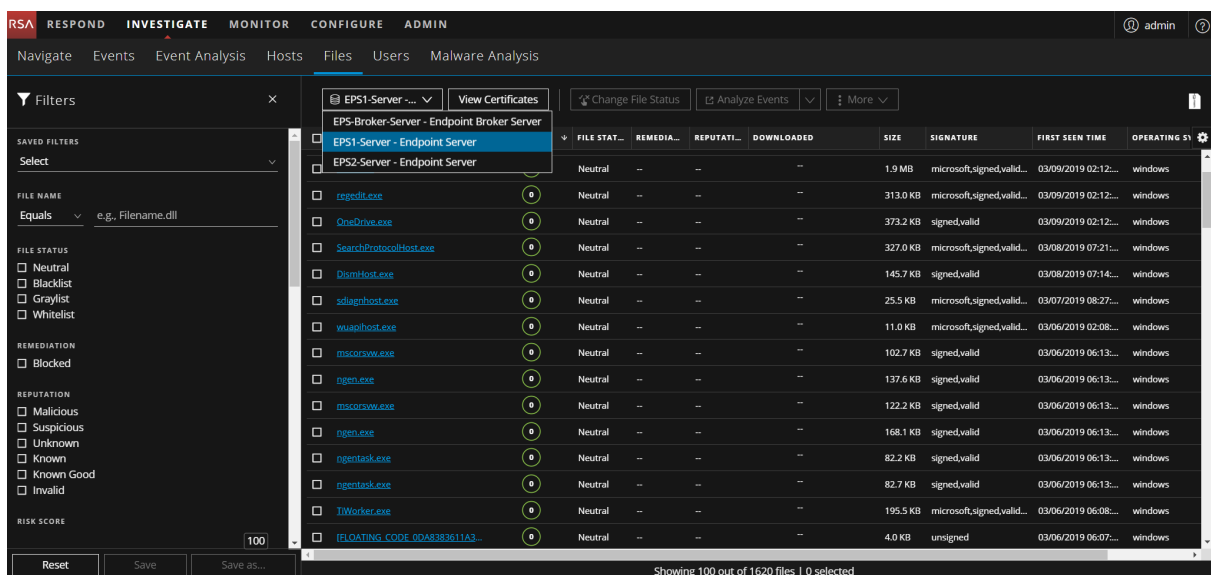 RSA RESPOND INVESTIGATE MONITOR CONFIGURE ADMIN admin
Navigate Events Event Analysis Hosts Files Users Malware Analysis
Filters
SAVED FILTERS
Select
FILE NAME
Equals e.g., Filename.dll
FILE STATUS
Neutral
Blacklist
Graylist
Whitelist
REMEDIATION
Blocked
REPUTATION
Malicious
Suspicious
Unknown
Known
Known Good
Invalid
RISK SCORE
100
Reset Save Save as...
EPS1-Server -... View Certificates Change File Status Analyze Events More
EPS-Broker-Server - Endpoint Broker Server
EPS1-Server - Endpoint Server
EPS2-Server - Endpoint Server
FILE STAT... REMEDIA... REPUTATI... DOWNLOADED SIZE SIGNATURE FIRST SEEN TIME OPERATING SY
Neutral -- -- -- 1.9 MB microsoft,signed,valid... 03/09/2019 02:12:... windows
regedit.exe 0 Neutral -- -- -- 313.0 KB microsoft,signed,valid... 03/09/2019 02:12:... windows
OneDrive.exe 0 Neutral -- -- -- 373.2 KB signed,valid 03/09/2019 02:12:... windows
SearchProtocolHost.exe 0 Neutral -- -- -- 327.0 KB microsoft,signed,valid... 03/08/2019 07:21:... windows
DismHost.exe 0 Neutral -- -- -- 145.7 KB signed,valid 03/08/2019 07:14:... windows
sdiagnhost.exe 0 Neutral -- -- -- 25.5 KB microsoft,signed,valid... 03/07/2019 08:27:... windows
wuapihost.exe 0 Neutral -- -- -- 11.0 KB microsoft,signed,valid... 03/06/2019 02:08:... windows
mscorsvw.exe 0 Neutral -- -- -- 102.7 KB signed,valid 03/06/2019 06:13:... windows
ngen.exe 0 Neutral -- -- -- 137.6 KB signed,valid 03/06/2019 06:13:... windows
mscorsvw.exe 0 Neutral -- -- -- 122.2 KB signed,valid 03/06/2019 06:13:... windows
ngen.exe 0 Neutral -- -- -- 168.1 KB signed,valid 03/06/2019 06:13:... windows
ngentask.exe 0 Neutral -- -- -- 82.2 KB signed,valid 03/06/2019 06:13:... windows
ngentask.exe 0 Neutral -- -- -- 82.7 KB signed,valid 03/06/2019 06:13:... windows
TiWorker.exe 0 Neutral -- -- -- 195.5 KB microsoft,signed,valid... 03/06/2019 06:08:... windows
[FLOATING_CODE_0DA8383611A3... 0 Neutral -- -- -- 4.0 KB unsigned 03/06/2019 06:07:... windows
Showing 100 out of 1620 files | 0 selected